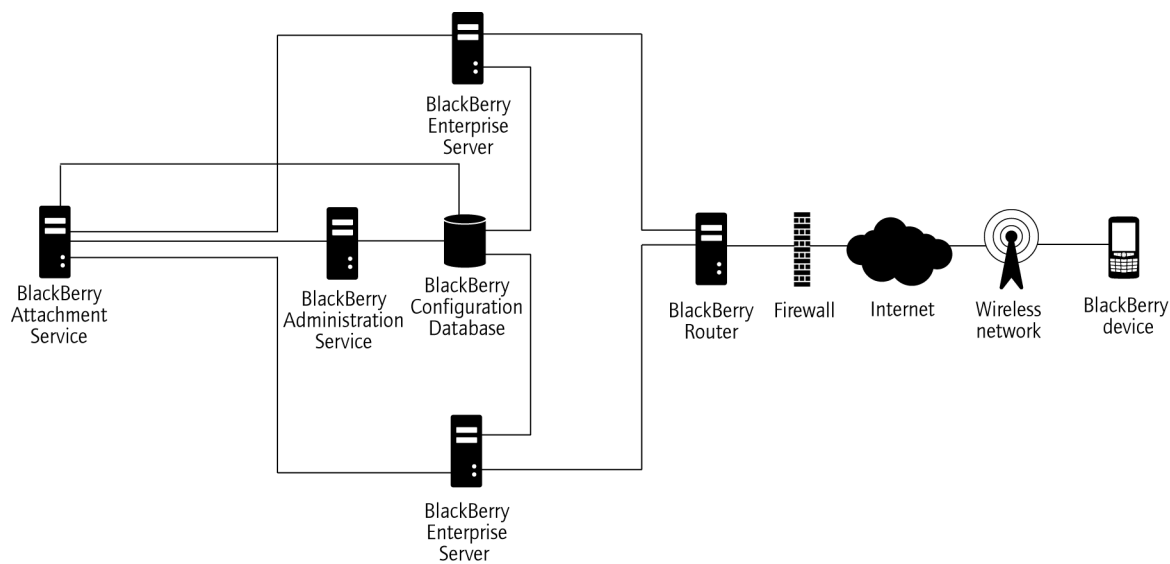 BlackBerry
Enterprise
Server
BlackBerry
Attachment
Service
BlackBerry
Administration
Service
BlackBerry
Configuration
Database
BlackBerry
Router
Firewall
Internet
Wireless
network
BlackBerry
device
BlackBerry
Enterprise
Server